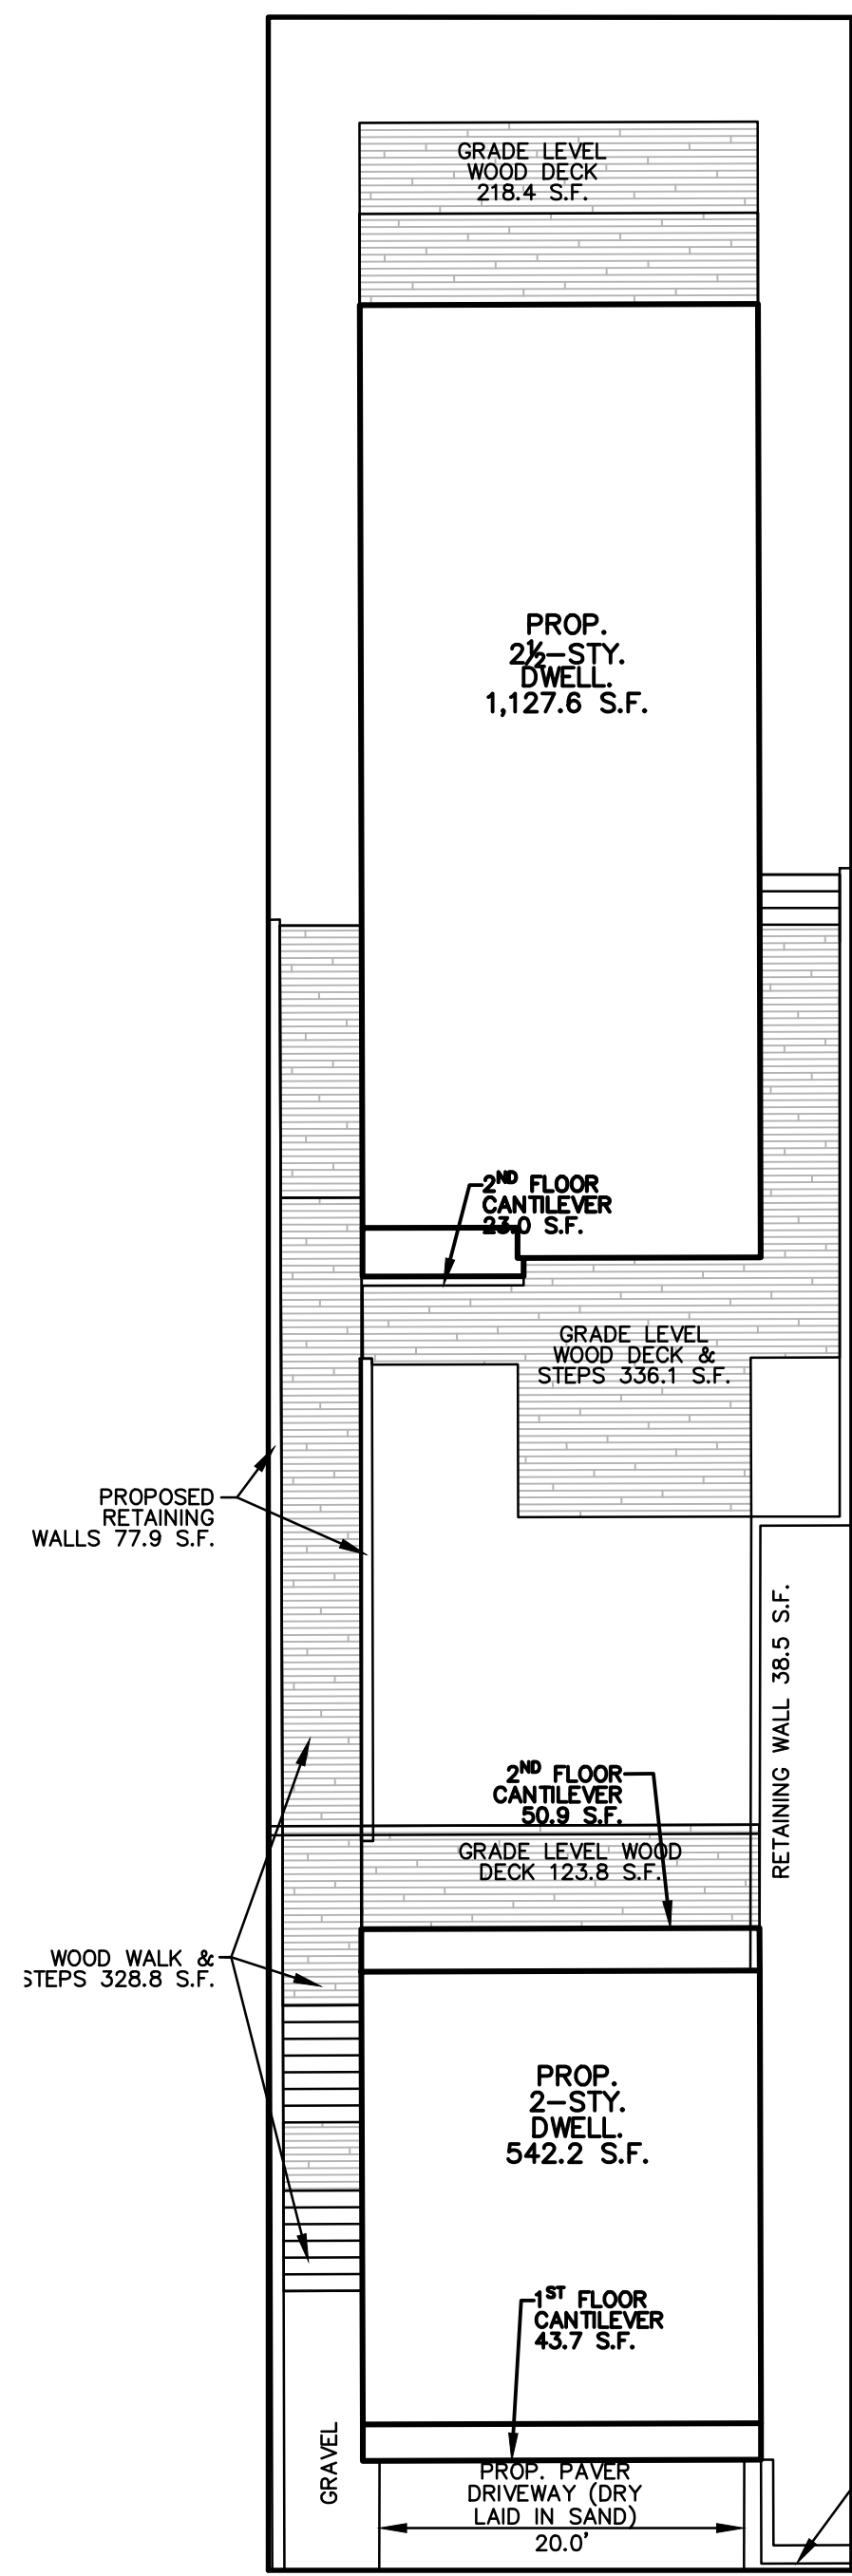 GRADE LEVEL
WOOD DECK
218.4 S.F.
PROP.
2½-STY.
DWELL.
1,127.6 S.F.
2ND FLOOR
CANTILEVER
23.0 S.F.
GRADE LEVEL
WOOD DECK &
STEPS 336.1 S.F.
PROPOSED
RETAINING
WALLS 77.9 S.F.
RETAINING WALL 38.5 S.F.
2ND FLOOR
CANTILEVER
50.9 S.F.
GRADE LEVEL WOOD
DECK 123.8 S.F.
WOOD WALK &
STEPS 328.8 S.F.
PROP.
2-STY.
DWELL.
542.2 S.F.
1ST FLOOR
CANTILEVER
43.7 S.F.
GRAVEL
PROP. PAVER
DRIVEWAY (DRY
LAID IN SAND)
20.0'